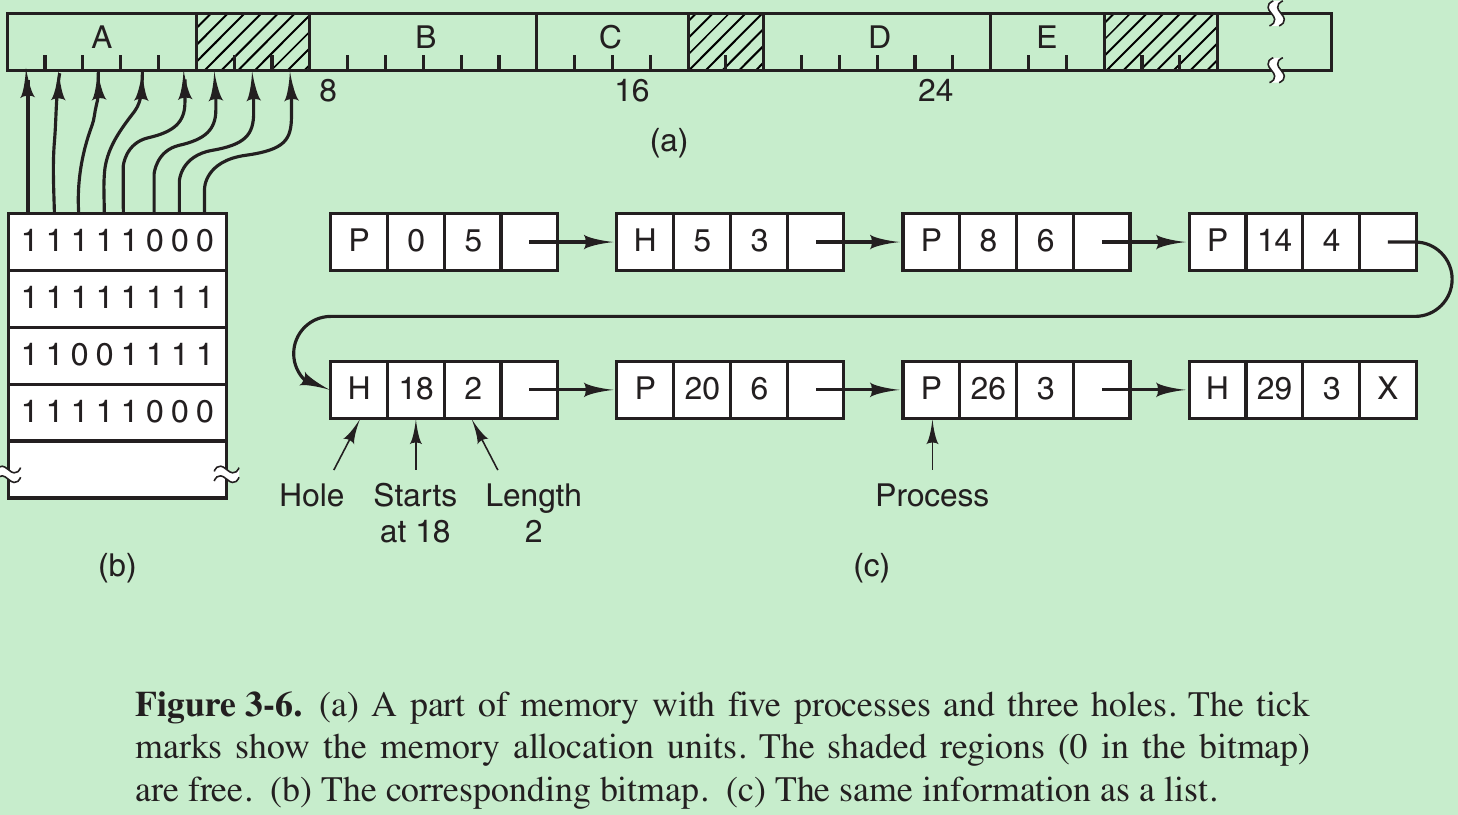 A B C D E
8 16 24
(a)
1 1 1 1 1 0 0 0
1 1 1 1 1 1 1 1
1 1 0 0 1 1 1 1
1 1 1 1 1 0 0 0
(b)
P 0 5 H 5 3 P 8 6 P 14 4
H 18 2 P 20 6 P 26 3 H 29 3 X
Hole Starts Length Process
at 18 2
(c)
Figure 3-6. (a) A part of memory with five processes and three holes. The tick
marks show the memory allocation units. The shaded regions (0 in the bitmap)
are free. (b) The corresponding bitmap. (c) The same information as a list.